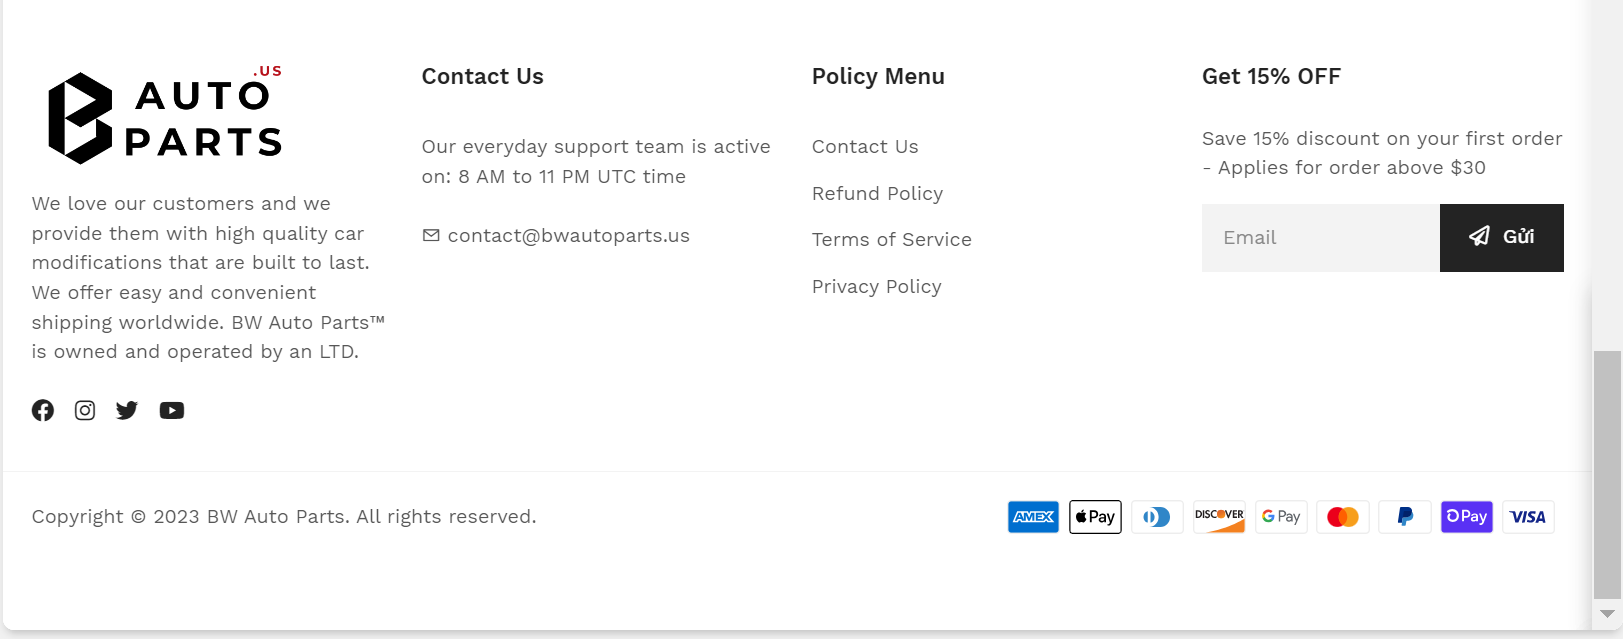 .US
AUTO
PARTS
We love our customers and we
provide them with high quality car
modifications that are built to last.
We offer easy and convenient
shipping worldwide. BW Auto Parts™
is owned and operated by an LTD.
Contact Us
Our everyday support team is active
on: 8 AM to 11 PM UTC time
contact@bwautoparts.us
Policy Menu
Contact Us
Refund Policy
Terms of Service
Privacy Policy
Get 15% OFF
Save 15% discount on your first order
- Applies for order above $30
Email
Gửi
Copyright © 2023 BW Auto Parts. All rights reserved.
AMEX Pay DISCOVER G Pay Pay VISA